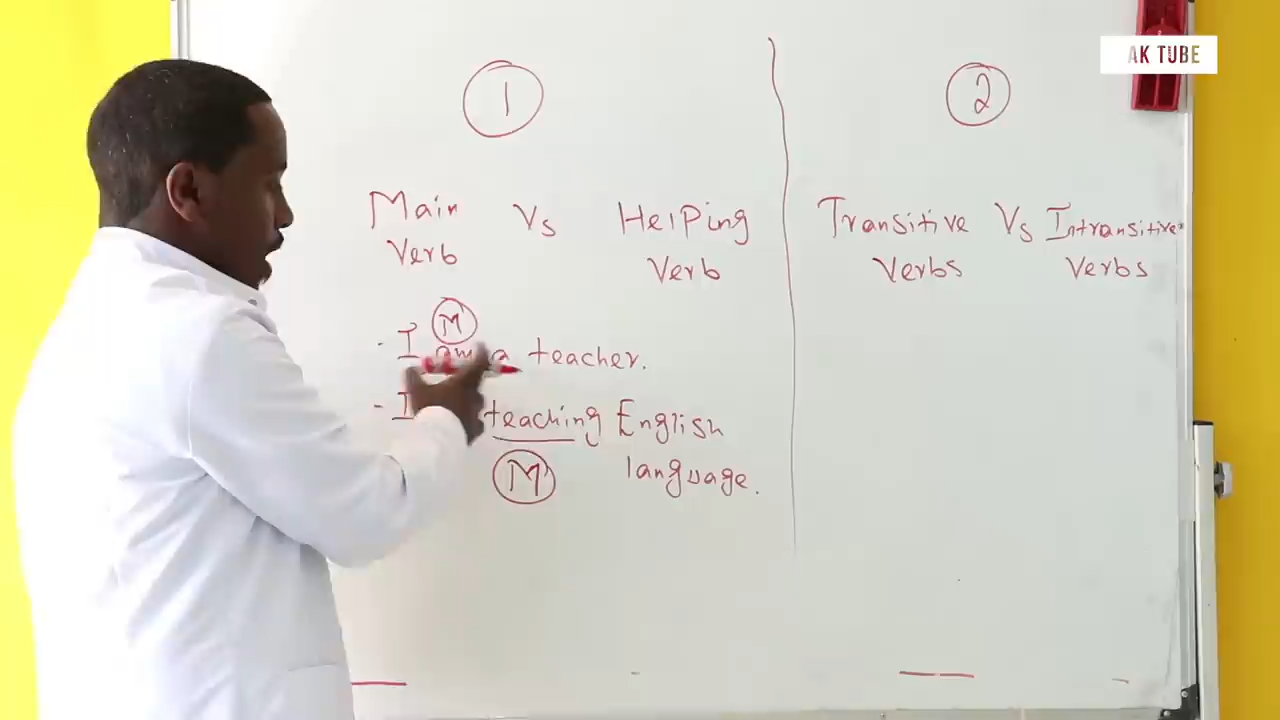 AK TUBE
1
Main Vs Helping
Verb Verb
M
- I am a teacher.
- I teaching English
M language.
2
Transitive Vs Intransitive
Verbs Verbs